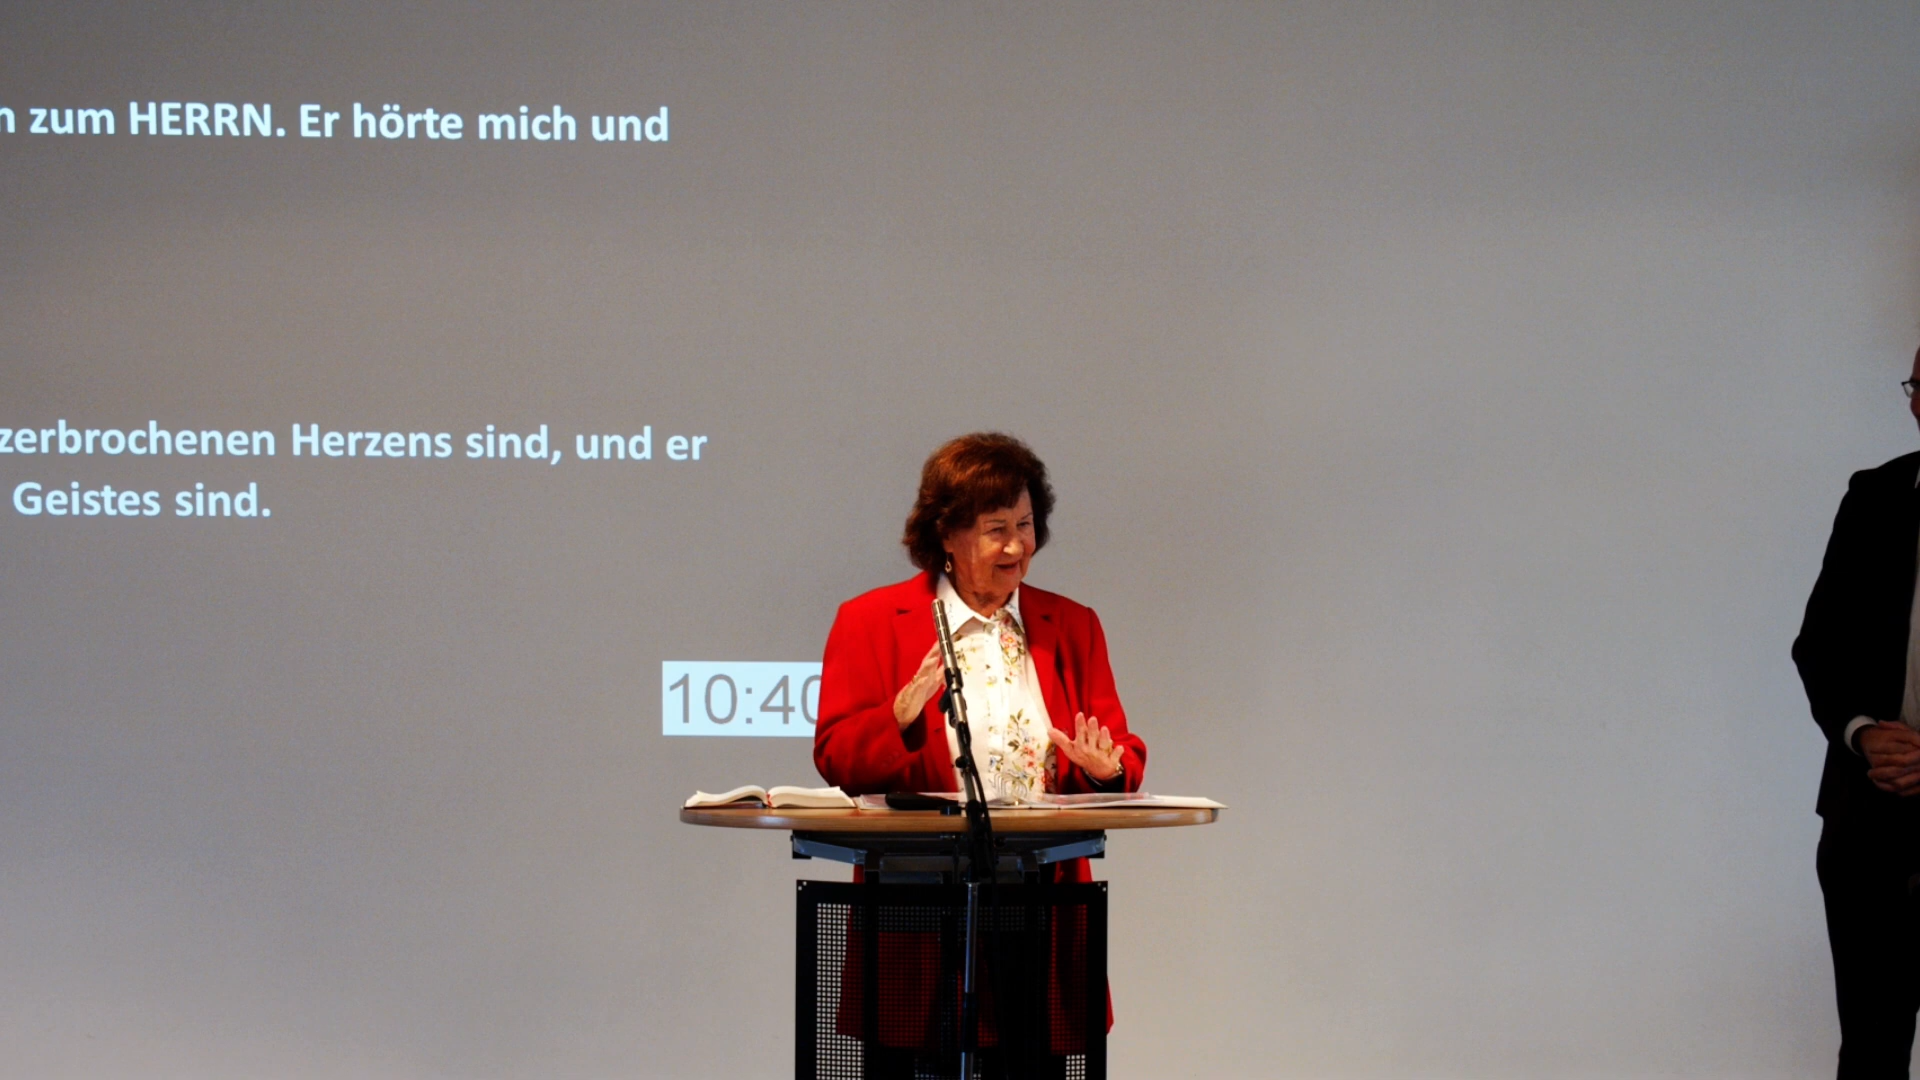 zum HERRN. Er hörte mich und
zerbrochenen Herzens sind, und er
Geistes sind.
10:40